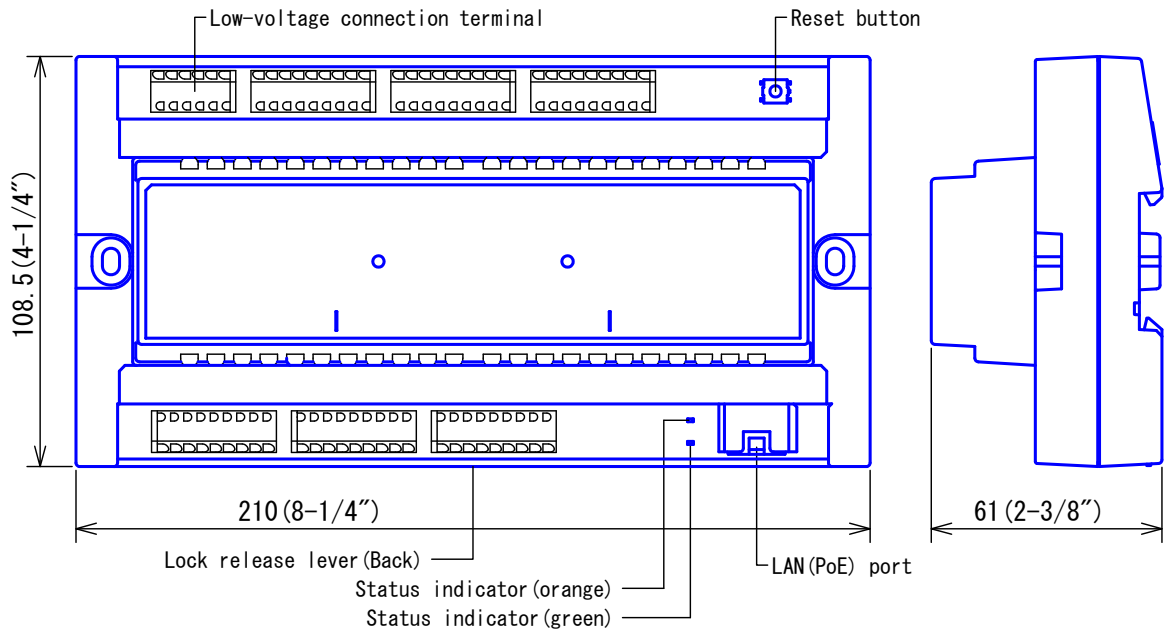 Low-voltage connection terminal
Reset button
108.5(4-1/4″)
210(8-1/4″)
61(2-3/8″)
Lock release lever(Back)
LAN(PoE) port
Status indicator(orange)
Status indicator(green)